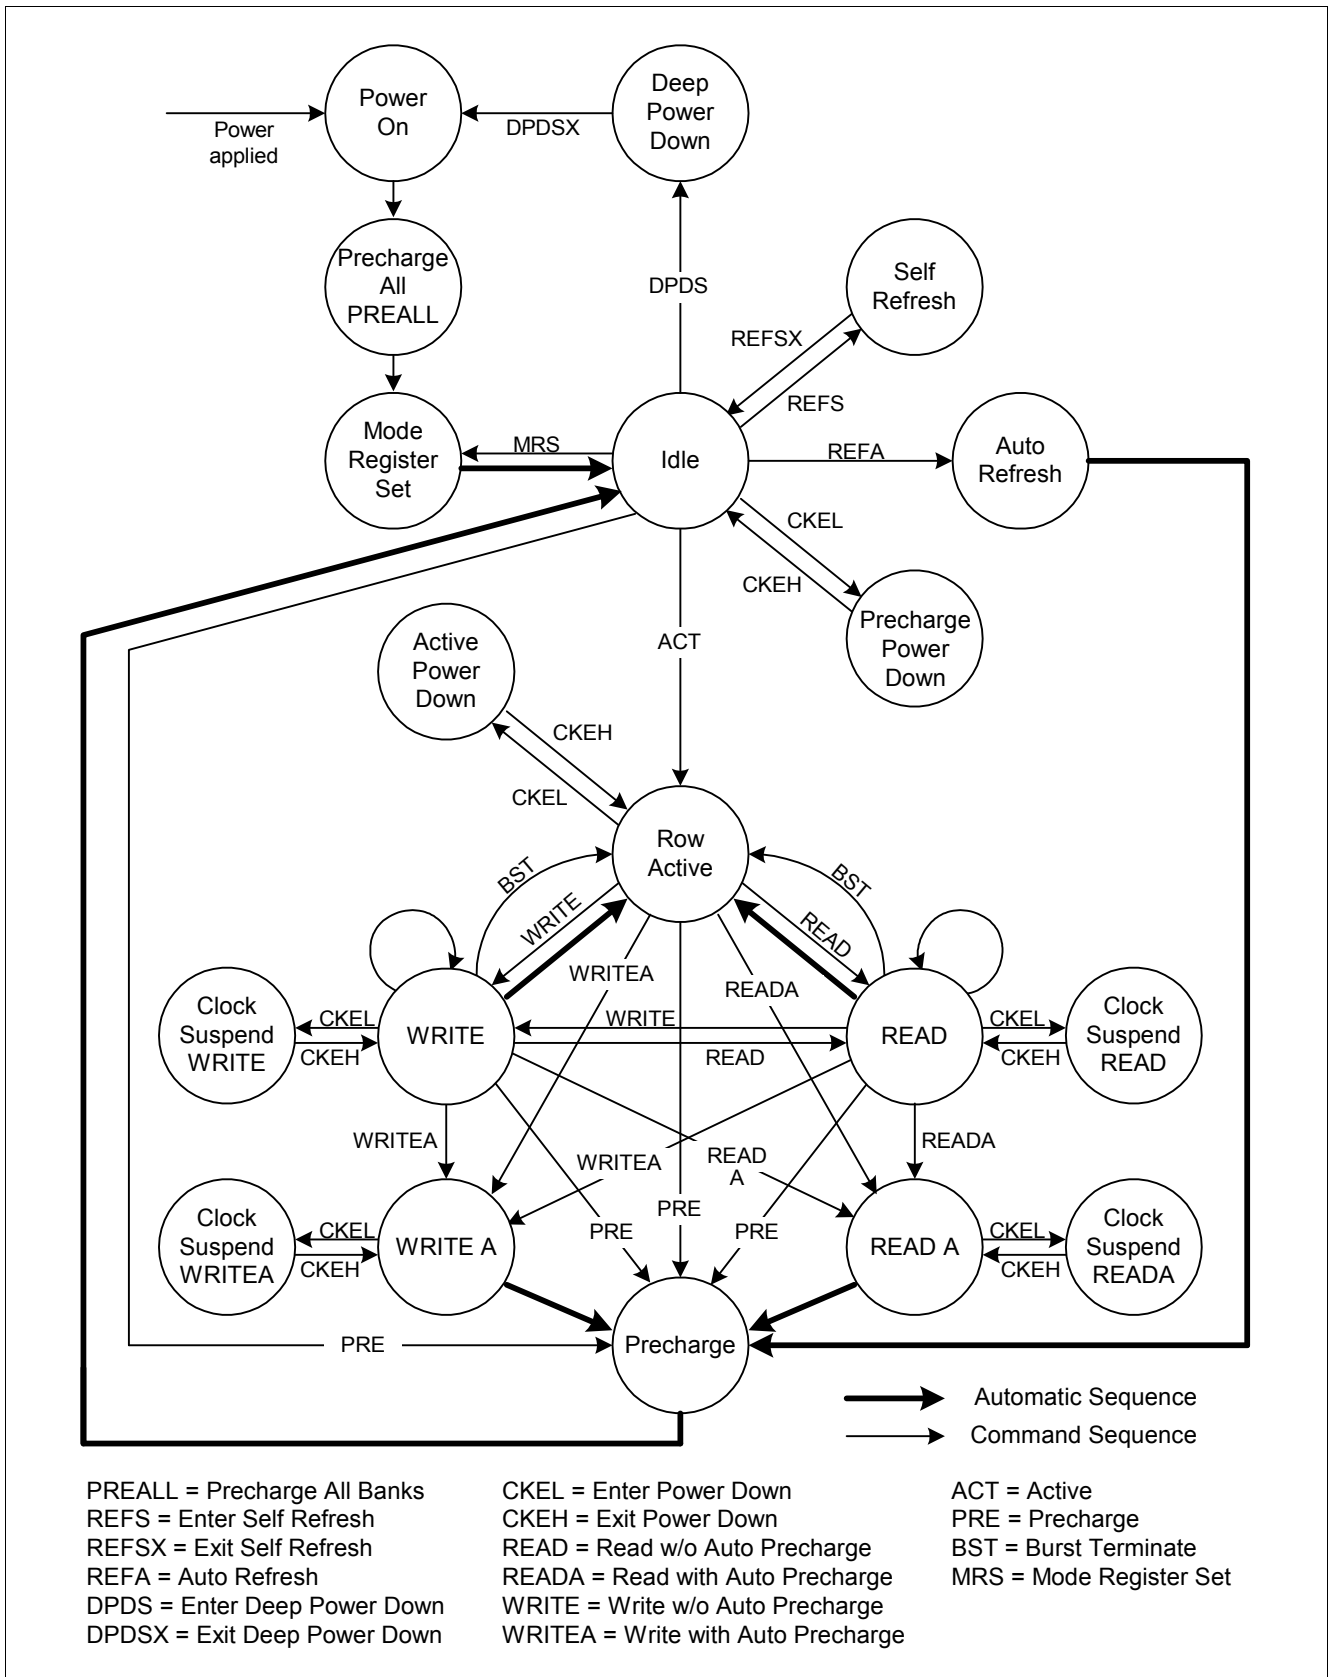 Power
On
Deep
Power
Down
Power
applied
DPDSX
Precharge
All
PREALL
DPDS
Self
Refresh
REFSX
REFS
Mode
Register
Set
MRS
Idle
REFA
Auto
Refresh
CKEL
CKEH
Precharge
Power
Down
ACT
Active
Power
Down
CKEH
CKEL
Row
Active
BST
WRITE
READ
BST
WRITEA
READA
Clock
Suspend
WRITE
CKEL
CKEH
WRITE
WRITE
READ
READ
CKEL
CKEH
Clock
Suspend
READ
WRITEA
WRITEA
READ
A
READA
Clock
Suspend
WRITEA
CKEL
CKEH
WRITE A
PRE
PRE
PRE
READ A
CKEL
CKEH
Clock
Suspend
READA
PRE
Precharge
Automatic Sequence
Command Sequence
PREALL = Precharge All Banks
REFS = Enter Self Refresh
REFSX = Exit Self Refresh
REFA = Auto Refresh
DPDS = Enter Deep Power Down
DPDSX = Exit Deep Power Down
CKEL = Enter Power Down
CKEH = Exit Power Down
READ = Read w/o Auto Precharge
READA = Read with Auto Precharge
WRITE = Write w/o Auto Precharge
WRITEA = Write with Auto Precharge
ACT = Active
PRE = Precharge
BST = Burst Terminate
MRS = Mode Register Set